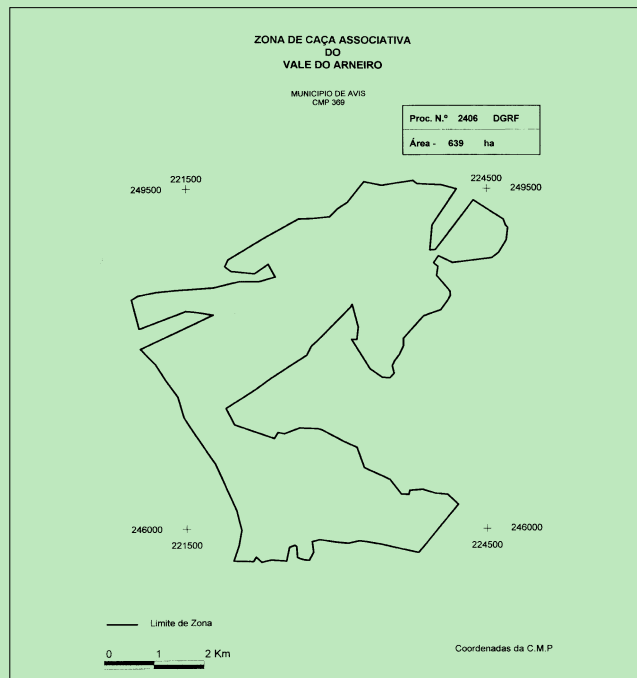 ZONA DE CAÇA ASSOCIATIVA
DO
VALE DO ARNEIRO
MUNICIPIO DE AVIS
CMP 369
Proc. N.º 2406 DGRF
Área - 639 ha
221500
249500
224500
249500
246000
221500
246000
224500
Limite de Zona
0 1 2 Km
Coordenadas da C.M.P